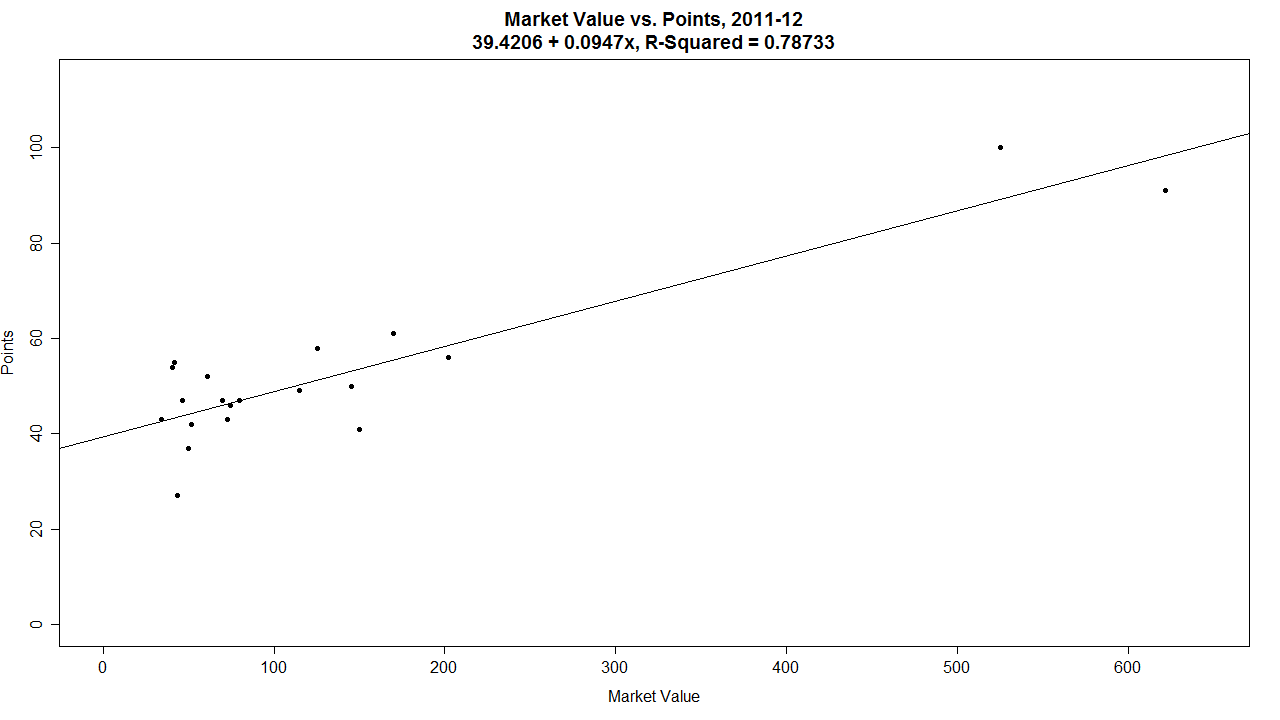 Market Value vs. Points, 2011-12
39.4206 + 0.0947x, R-Squared = 0.78733
Points
100
80
60
40
20
0
0 100 200 300 400 500 600
Market Value